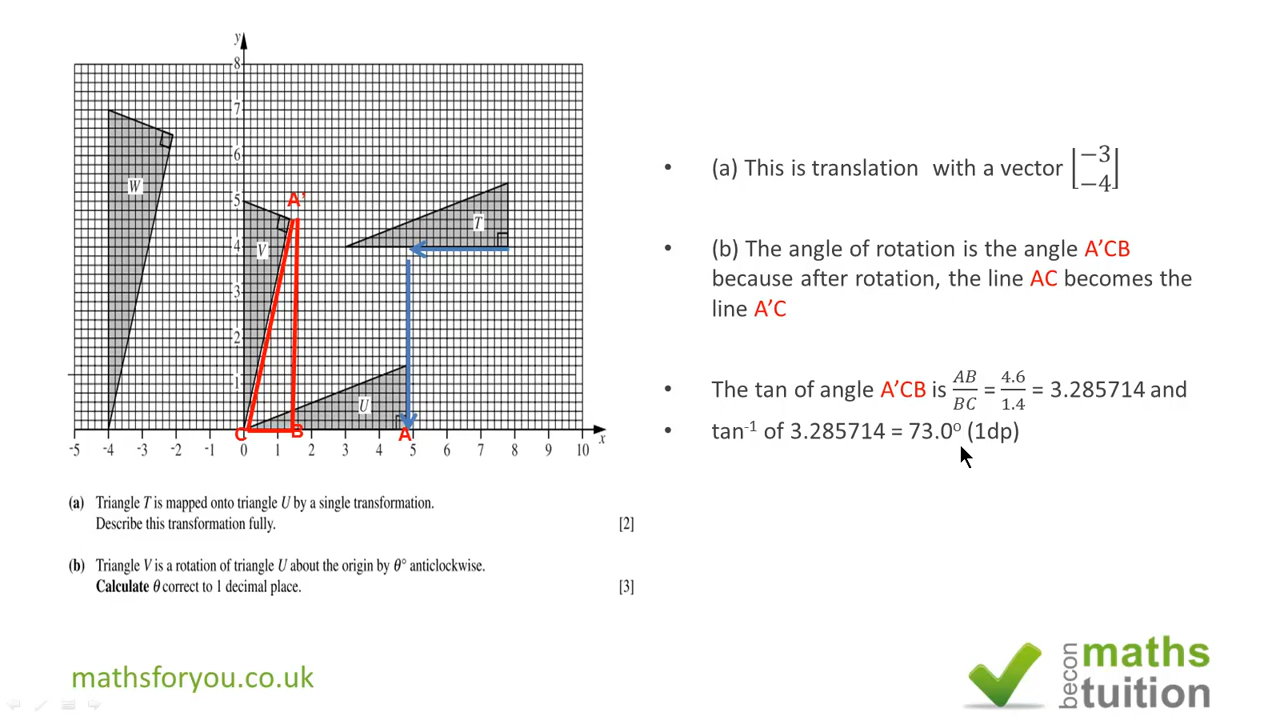 y
8
7
6
5
4
3
2
1
W
V
T
U
A'
C
B
A
x
-5 -4 -3 -2 -1 0 1 2 3 4 5 6 7 8 9 10
(a) Triangle T is mapped onto triangle U by a single transformation.
Describe this transformation fully. [2]
(b) Triangle V is a rotation of triangle U about the origin by θ° anticlockwise.
Calculate θ correct to 1 decimal place. [3]
• (a) This is translation with a vector [−3 −4]
• (b) The angle of rotation is the angle A’CB
because after rotation, the line AC becomes the
line A’C
• The tan of angle A’CB is AB/BC = 4.6/1.4 = 3.285714 and
• tan-1 of 3.285714 = 73.0o (1dp)
mathsforyou.co.uk
becon
maths
tuition